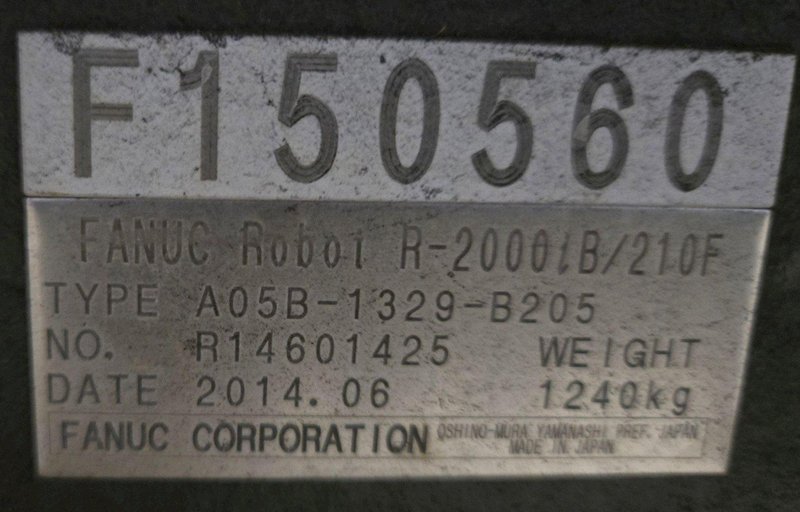 F150560
FANUC Robot R-2000iB/210F
TYPE A05B-1329-B205
NO. R14601425 WEIGHT
DATE 2014.06 1240kg
FANUC CORPORATION OSHINO-MURA, YAMANASHI PREF. JAPAN
MADE IN JAPAN